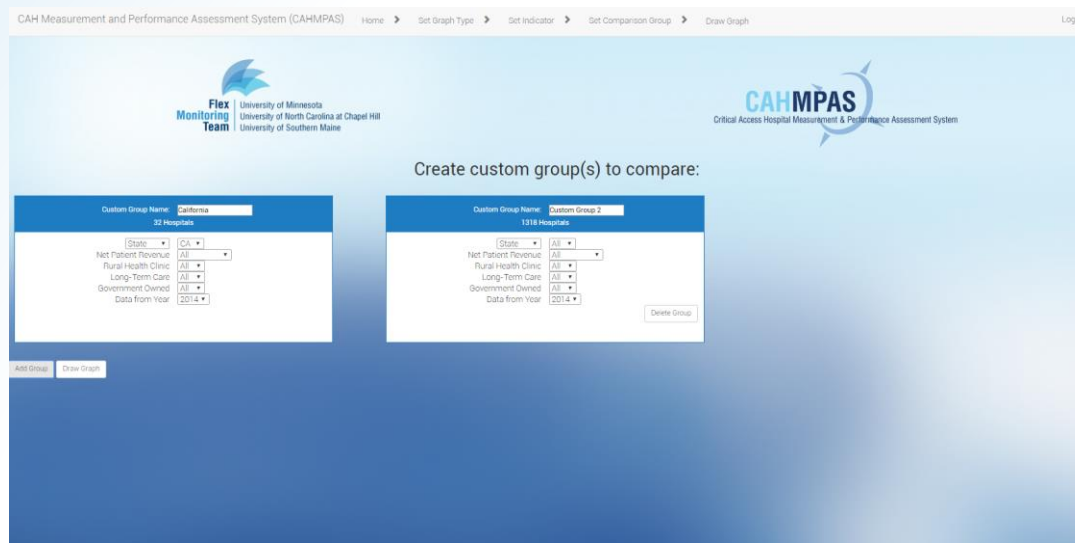 CAH Measurement and Performance Assessment System (CAHMPAS) Home Set Graph Type Set Indicator Set Comparison Group Draw Graph Log
Flex Monitoring Team
University of Minnesota
University of North Carolina at Chapel Hill
University of Southern Maine
CAHMPAS
Critical Access Hospital Measurement & Performance Assessment System
Create custom group(s) to compare:
Custom Group Name: California
32 Hospitals
State CA
Net Patient Revenue All
Rural Health Clinic All
Long-Term Care All
Government Owned All
Data from Year 2014
Custom Group Name: Custom Group 2
1318 Hospitals
State All
Net Patient Revenue All
Rural Health Clinic All
Long-Term Care All
Government Owned All
Data from Year 2014
Delete Group
Add Group Draw Graph